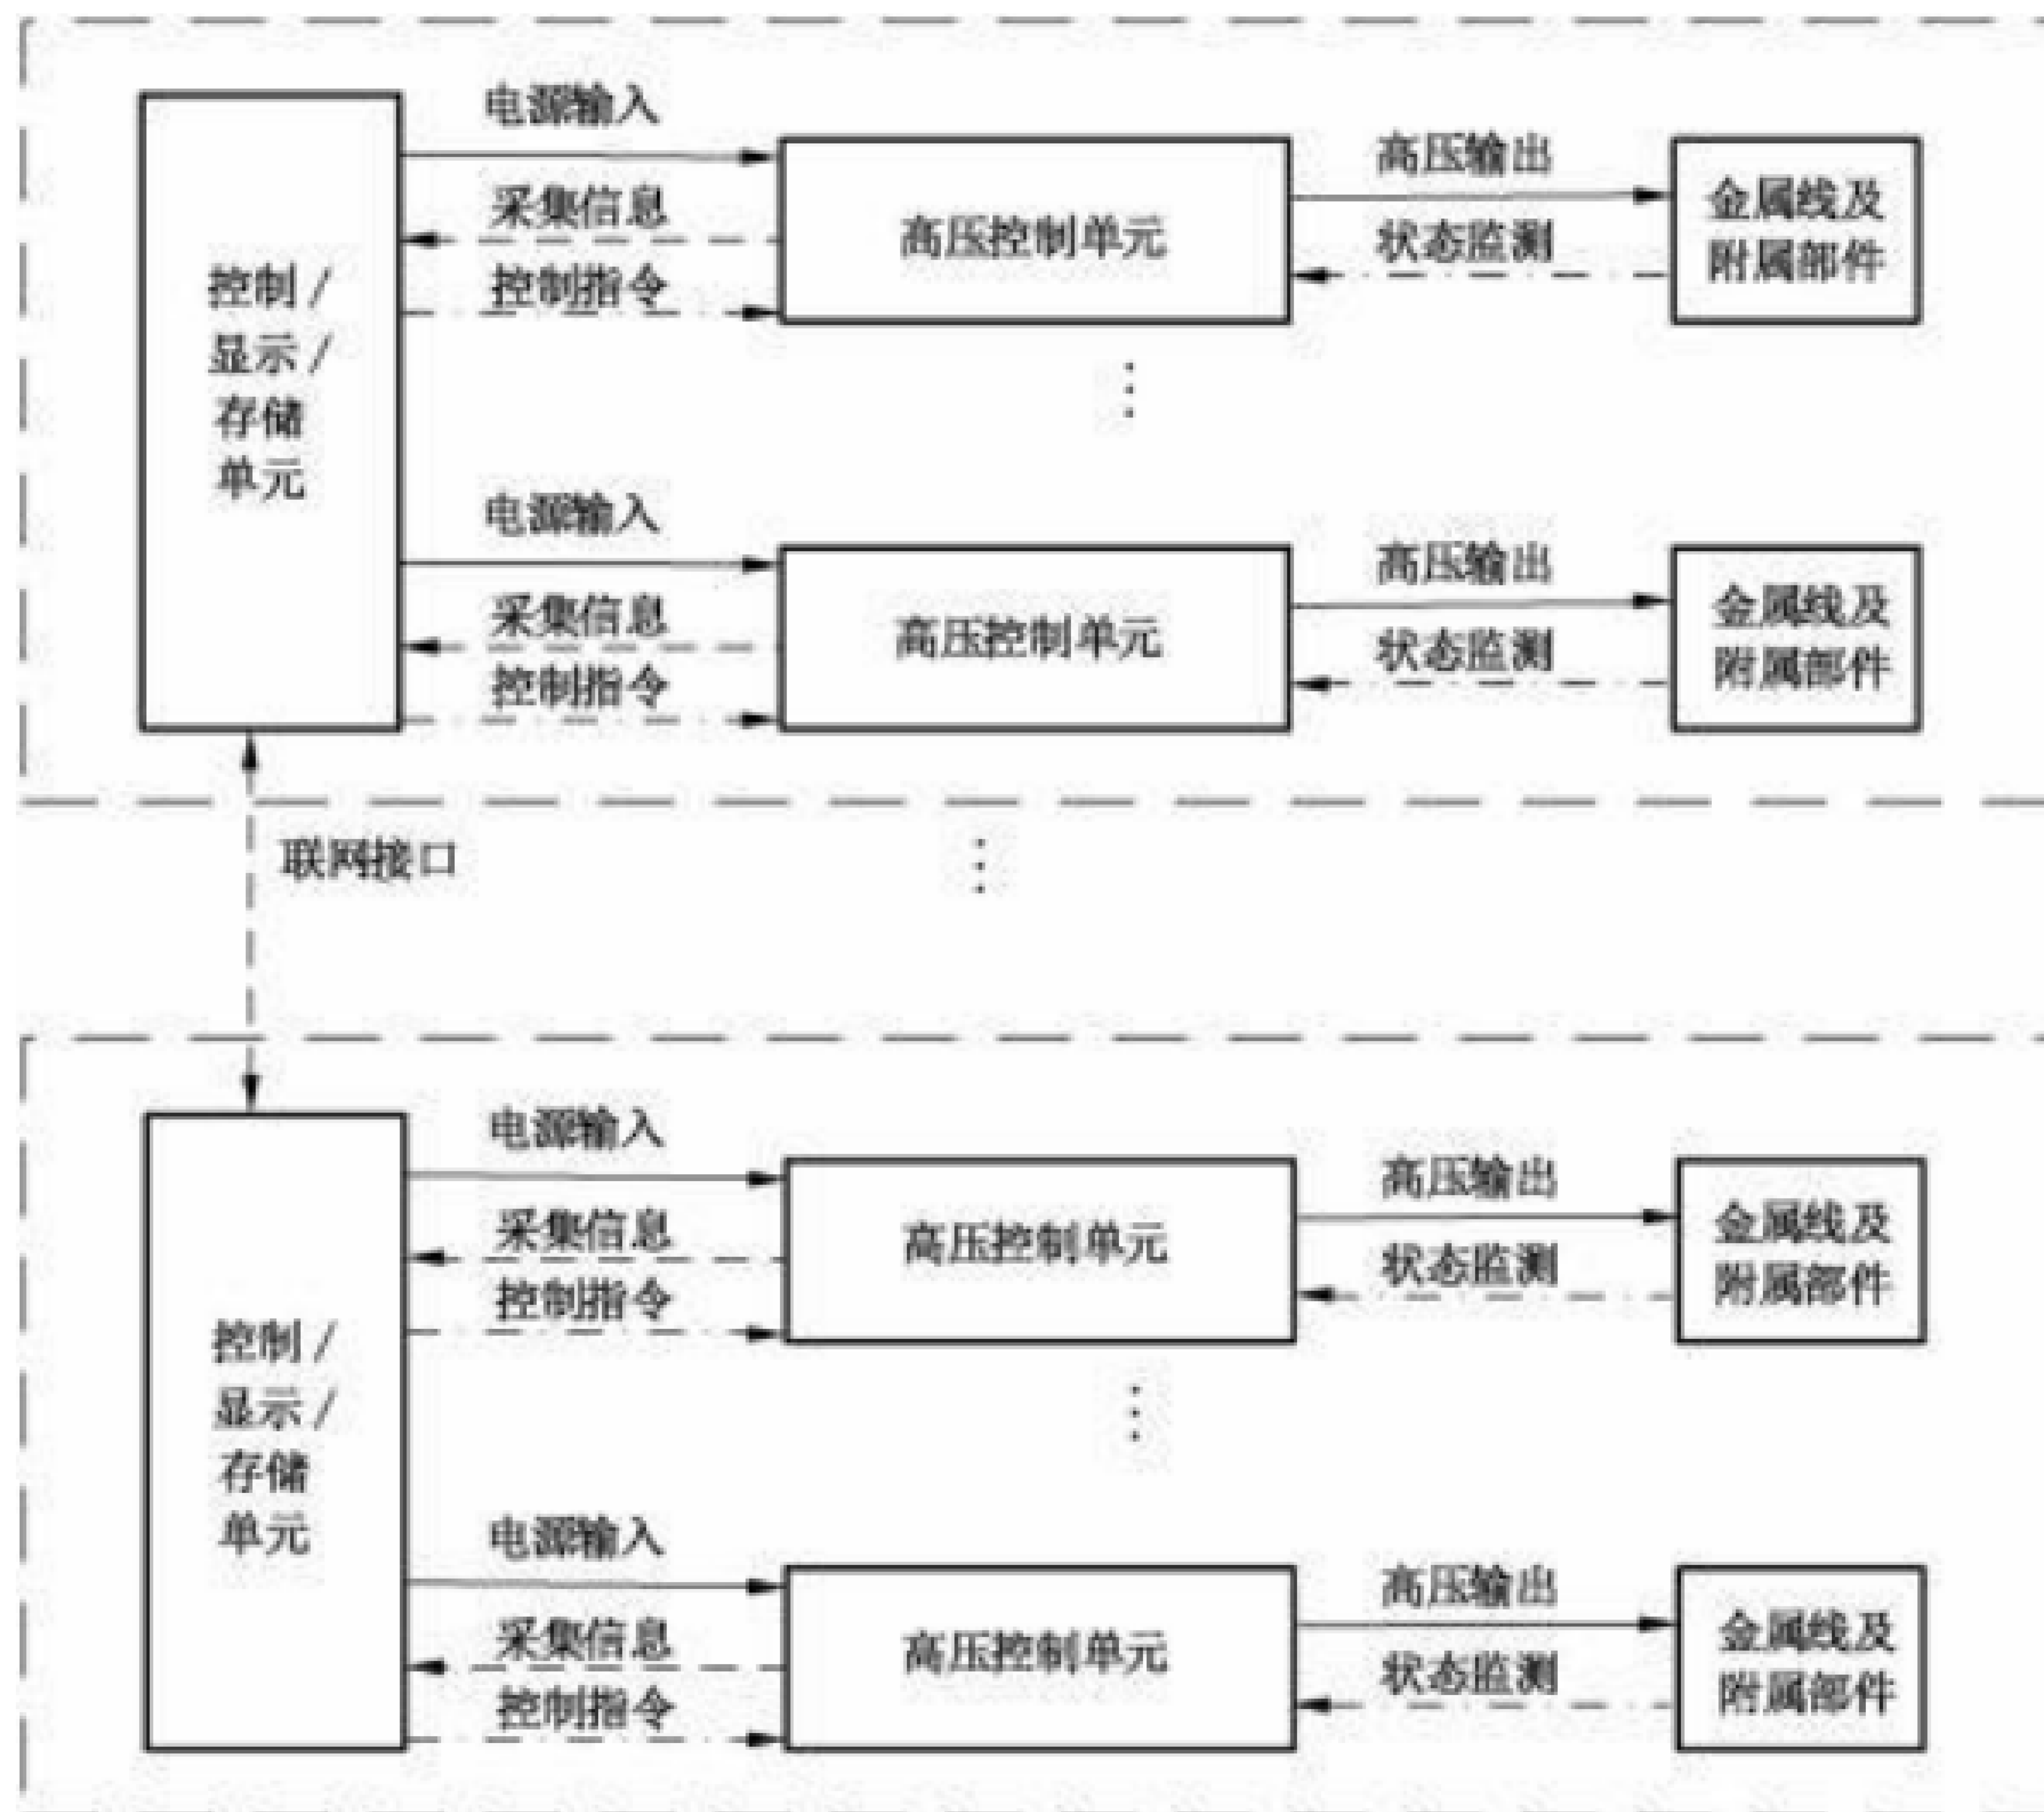 电源输入
采集信息
控制指令
控制/
显示/
存储
单元
高压控制单元
高压输出
状态监测
金属线及
附属部件
电源输入
采集信息
控制指令
高压控制单元
高压输出
状态监测
金属线及
附属部件
联网接口
电源输入
采集信息
控制指令
控制/
显示/
存储
单元
高压控制单元
高压输出
状态监测
金属线及
附属部件
电源输入
采集信息
控制指令
高压控制单元
高压输出
状态监测
金属线及
附属部件